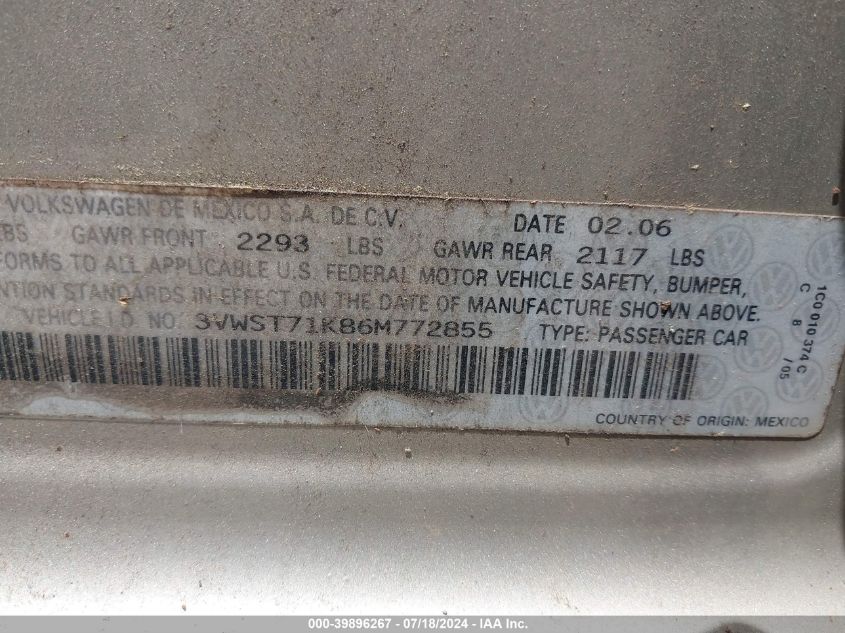 VOLKSWAGEN DE MEXICO S.A. DE C.V. DATE 02.06
LBS GAWR FRONT 2293 LBS GAWR REAR 2117 LBS
FORMS TO ALL APPLICABLE U.S. FEDERAL MOTOR VEHICLE SAFETY, BUMPER,
NTION STANDARDS IN EFFECT ON THE DATE OF MANUFACTURE SHOWN ABOVE.
VEHICLE I.D. NO. 3VWST71K86M772855 TYPE: PASSENGER CAR
COUNTRY OF ORIGIN: MEXICO
1C0 010 374 C
C 8 /05
000-39896267 - 07/18/2024 - IAA Inc.